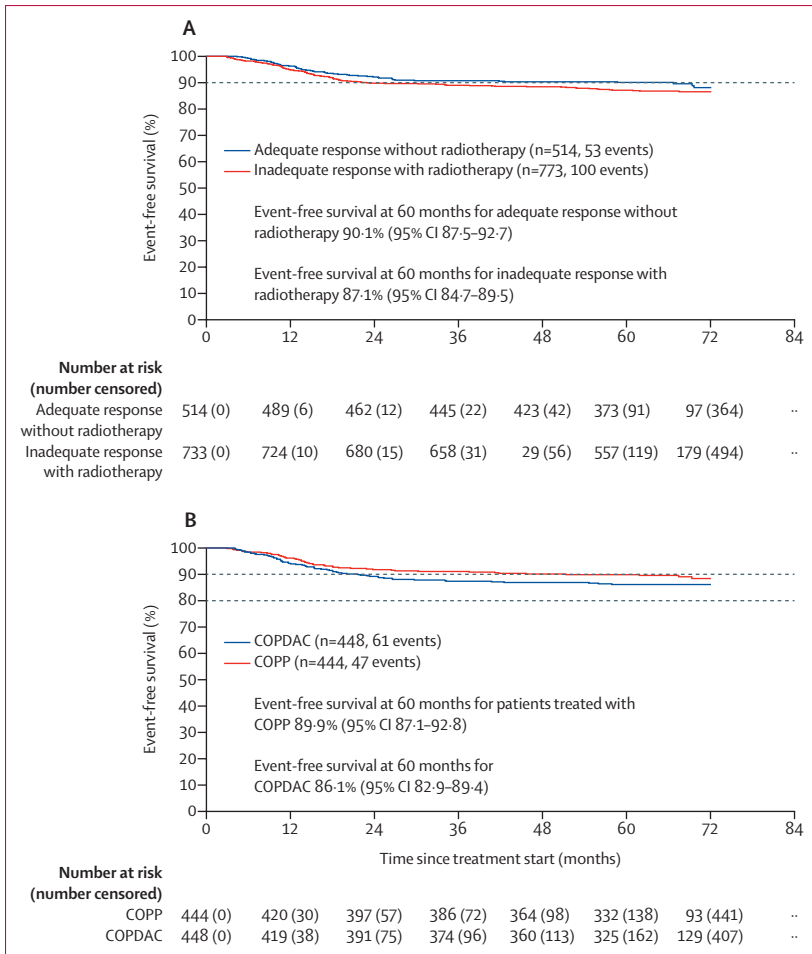 A
100
90
80
70
60
50
40
30
20
10
0
Event-free survival (%)
Adequate response without radiotherapy (n=514, 53 events)
Inadequate response with radiotherapy (n=773, 100 events)
Event-free survival at 60 months for adequate response without
radiotherapy 90·1% (95% CI 87·5–92·7)
Event-free survival at 60 months for inadequate response with
radiotherapy 87·1% (95% CI 84·7–89·5)
0 12 24 36 48 60 72 84
Number at risk
(number censored)
Adequate response
without radiotherapy
514 (0) 489 (6) 462 (12) 445 (22) 423 (42) 373 (91) 97 (364) ··
Inadequate response
with radiotherapy
733 (0) 724 (10) 680 (15) 658 (31) 29 (56) 557 (119) 179 (494) ··
B
100
90
80
70
60
50
40
30
20
10
0
Event-free survival (%)
COPDAC (n=448, 61 events)
COPP (n=444, 47 events)
Event-free survival at 60 months for patients treated with
COPP 89·9% (95% CI 87·1–92·8)
Event-free survival at 60 months for
COPDAC 86·1% (95% CI 82·9–89·4)
0 12 24 36 48 60 72 84
Time since treatment start (months)
Number at risk
(number censored)
COPP 444 (0) 420 (30) 397 (57) 386 (72) 364 (98) 332 (138) 93 (441) ··
COPDAC 448 (0) 419 (38) 391 (75) 374 (96) 360 (113) 325 (162) 129 (407) ··